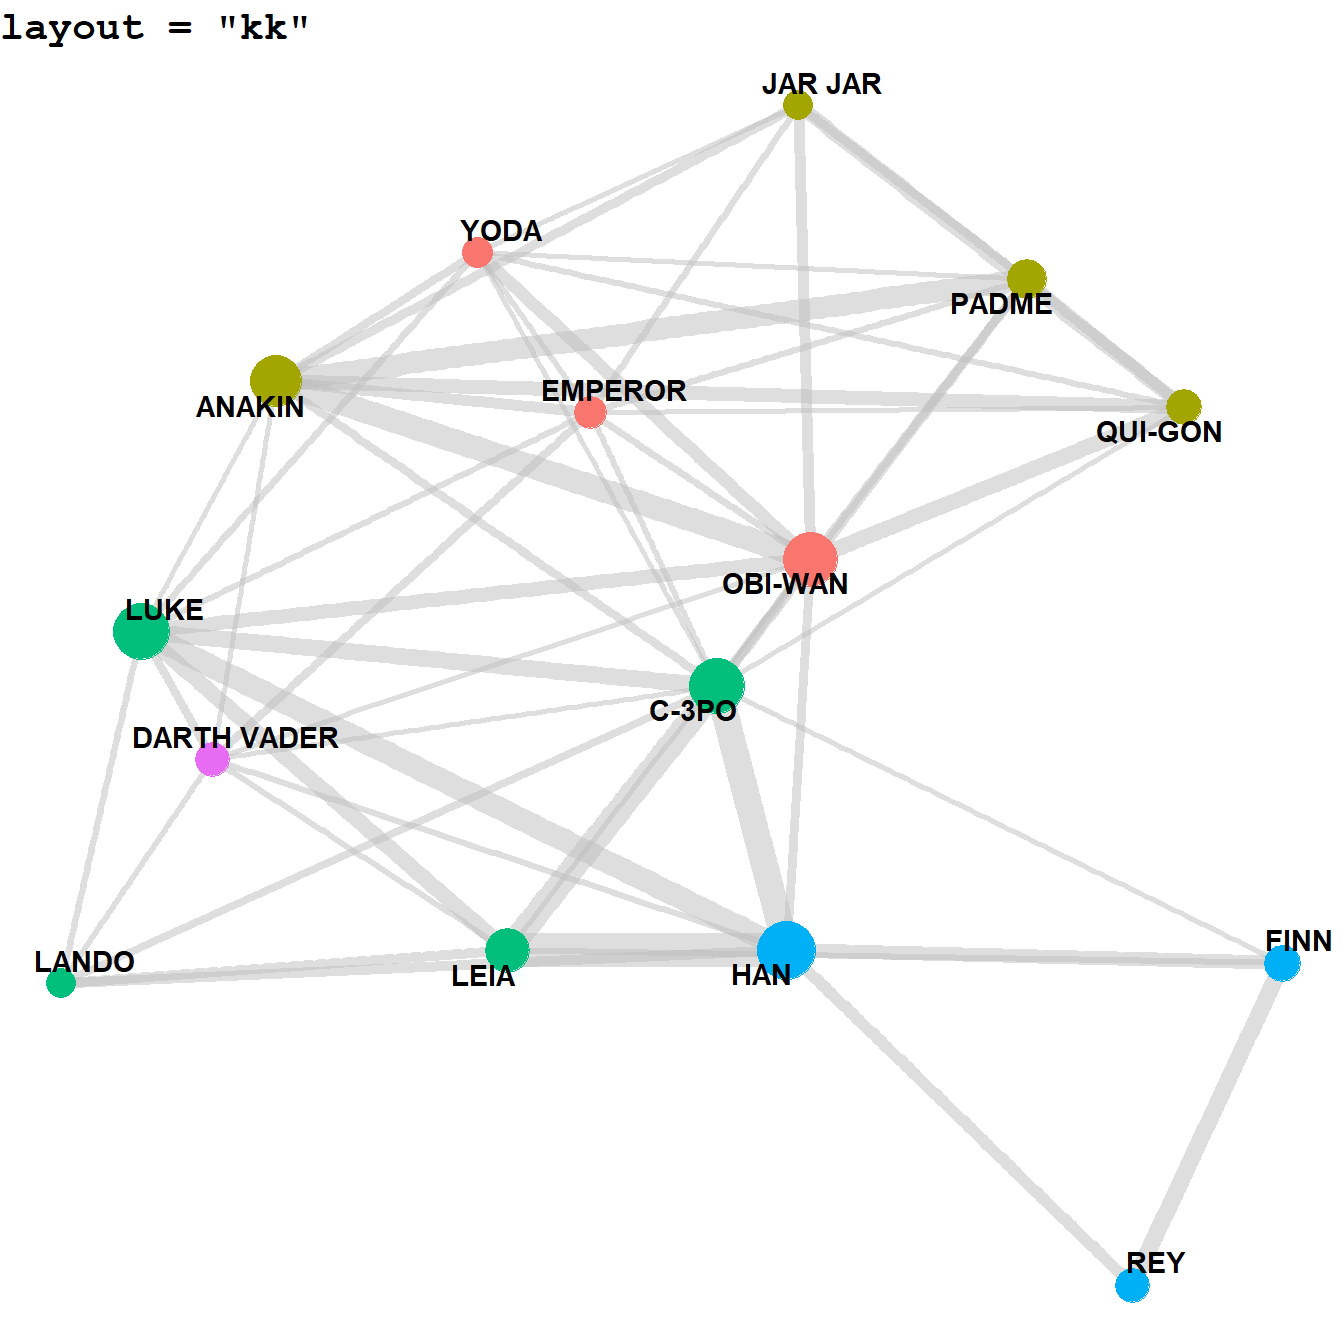 layout = "kk"
JAR JAR
YODA
PADME
EMPEROR
ANAKIN
QUI-GON
OBI-WAN
LUKE
C-3PO
DARTH VADER
FINN
LANDO
LEIA
HAN
REY